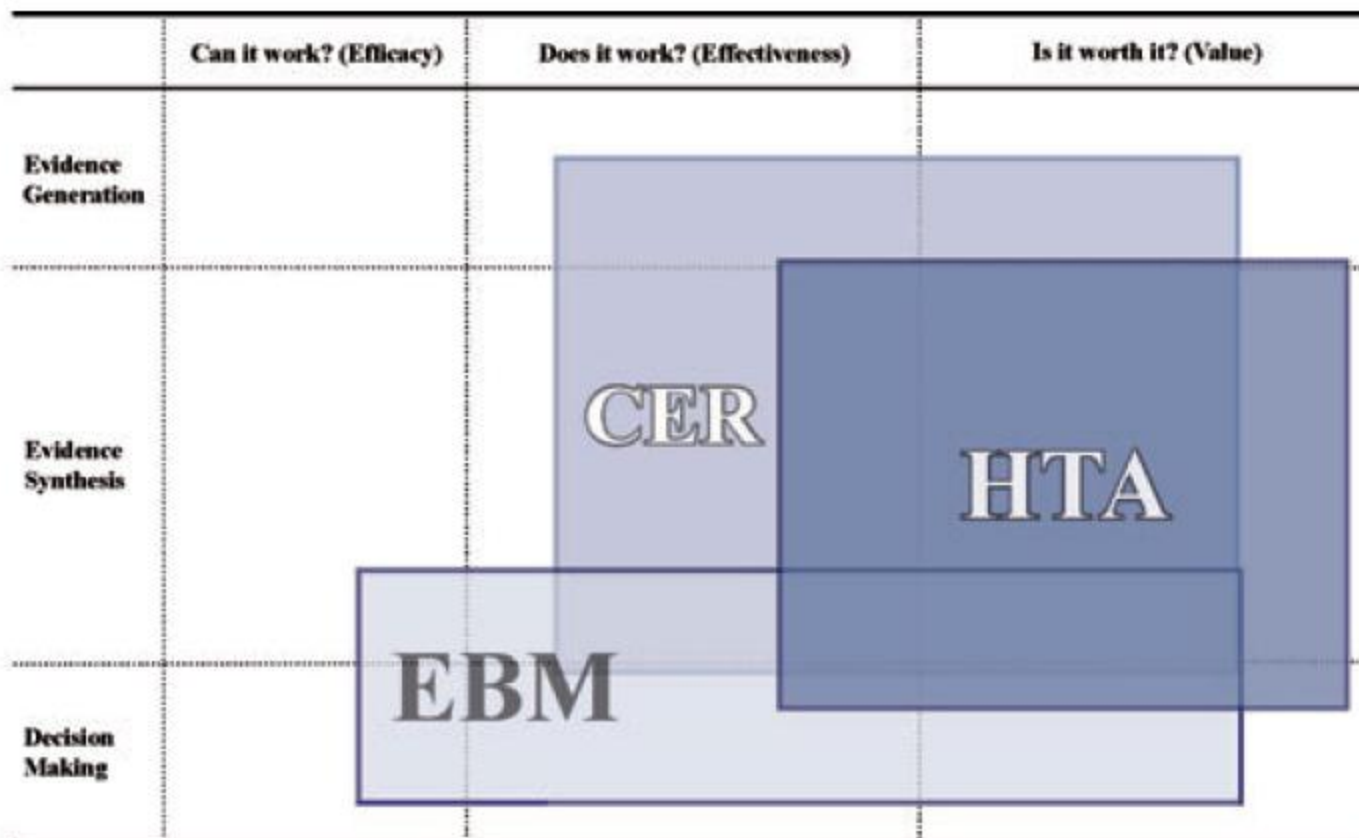 Can it work? (Efficacy) Does it work? (Effectiveness) Is it worth it? (Value)
Evidence
Generation
CER
Evidence
Synthesis
HTA
EBM
Decision
Making